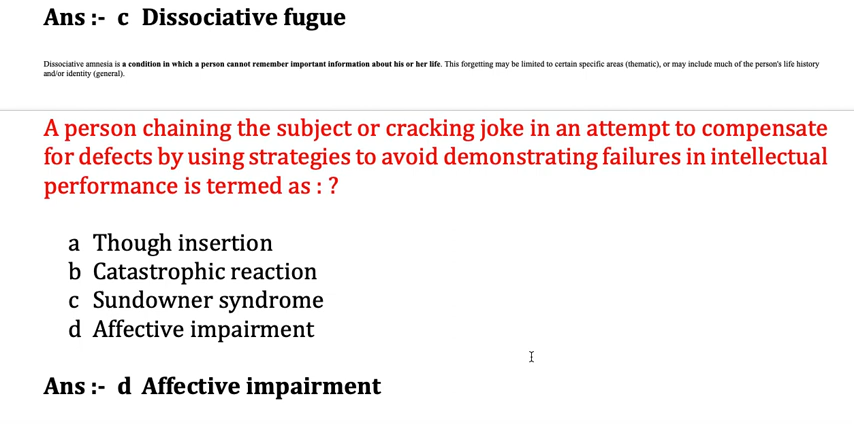 Ans :- c Dissociative fugue
Dissociative amnesia is a condition in which a person cannot remember important information about his or her life. This forgetting may be limited to certain specific areas (thematic), or may include much of the person's life history
and/or identity (general).
A person chaining the subject or cracking joke in an attempt to compensate
for defects by using strategies to avoid demonstrating failures in intellectual
performance is termed as : ?
a Though insertion
b Catastrophic reaction
c Sundowner syndrome
d Affective impairment
Ans :- d Affective impairment